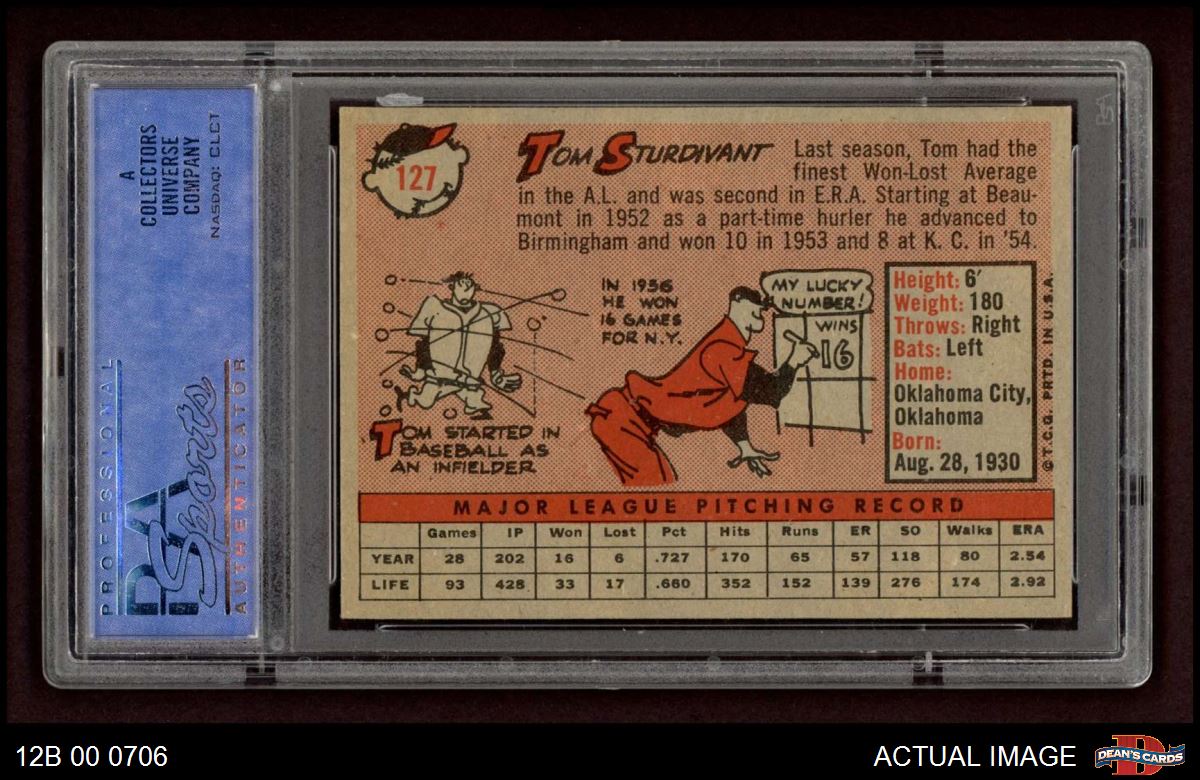 A
COLLECTORS
UNIVERSE
COMPANY
NASDAQ: CLCT
PROFESSIONAL
PSA
Sports
AUTHENTICATOR
127
TOM STURDIVANT
Last season, Tom had the
finest Won-Lost Average
in the A.L. and was second in E.R.A. Starting at Beau-
mont in 1952 as a part-time hurler he advanced to
Birmingham and won 10 in 1953 and 8 at K. C. in '54.
TOM STARTED IN
BASEBALL AS
AN INFIELDER
IN 1956
HE WON
16 GAMES
FOR N.Y.
MY LUCKY
NUMBER!
WINS
16
Height: 6'
Weight: 180
Throws: Right
Bats: Left
Home:
Oklahoma City,
Oklahoma
Born:
Aug. 28, 1930
©T.C.G. PRTD. IN U.S.A.
MAJOR LEAGUE PITCHING RECORD
Games IP Won Lost Pct Hits Runs ER SO Walks ERA
YEAR 28 202 16 6 .727 170 65 57 118 80 2.54
LIFE 93 428 33 17 .660 352 152 139 276 174 2.92
12B 00 0706
ACTUAL IMAGE
D
DEAN'S CARDS